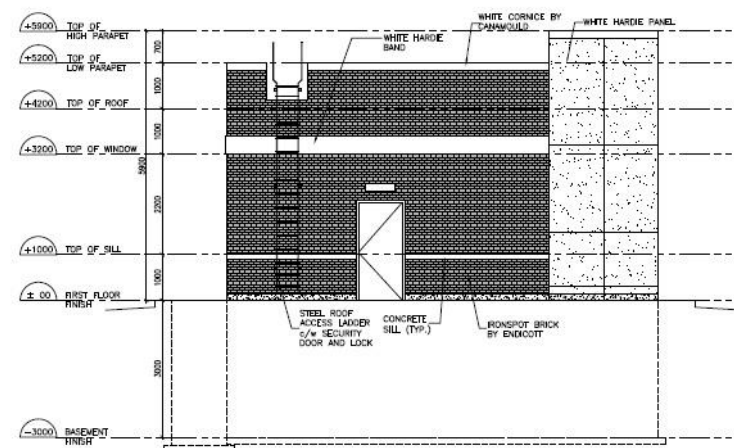 +5900 TOP OF
HIGH PARAPET
+5200 TOP OF
LOW PARAPET
+4200 TOP OF ROOF
+3200 TOP OF WINDOW
+1000 TOP OF SILL
± 00 FIRST FLOOR
FINISH
-3000 BASEMENT
FINISH
700
1000
1000
2200
1000
5900
3000
WHITE HARDIE
BAND
WHITE CORNICE BY
CANAMOULD
WHITE HARDIE PANEL
STEEL ROOF
ACCESS LADDER
c/w SECURITY
DOOR AND LOCK
CONCRETE
SILL (TYP.)
IRONSPOT BRICK
BY ENDICOTT